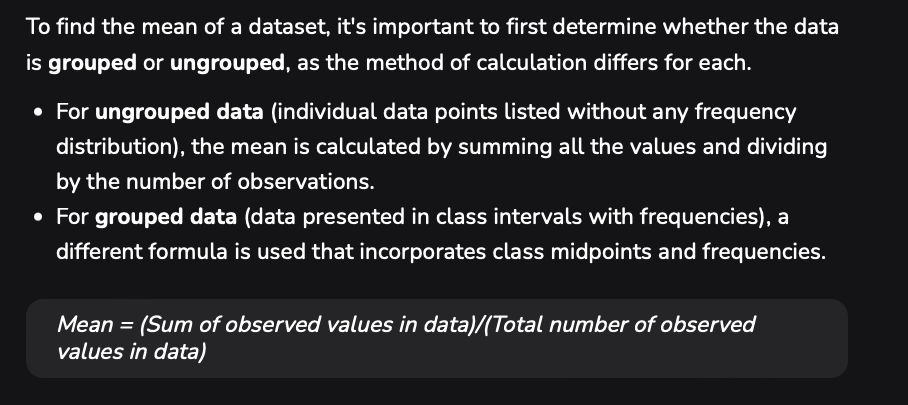 To find the mean of a dataset, it's important to first determine whether the data
is grouped or ungrouped, as the method of calculation differs for each.
• For ungrouped data (individual data points listed without any frequency
distribution), the mean is calculated by summing all the values and dividing
by the number of observations.
• For grouped data (data presented in class intervals with frequencies), a
different formula is used that incorporates class midpoints and frequencies.
Mean = (Sum of observed values in data)/(Total number of observed
values in data)